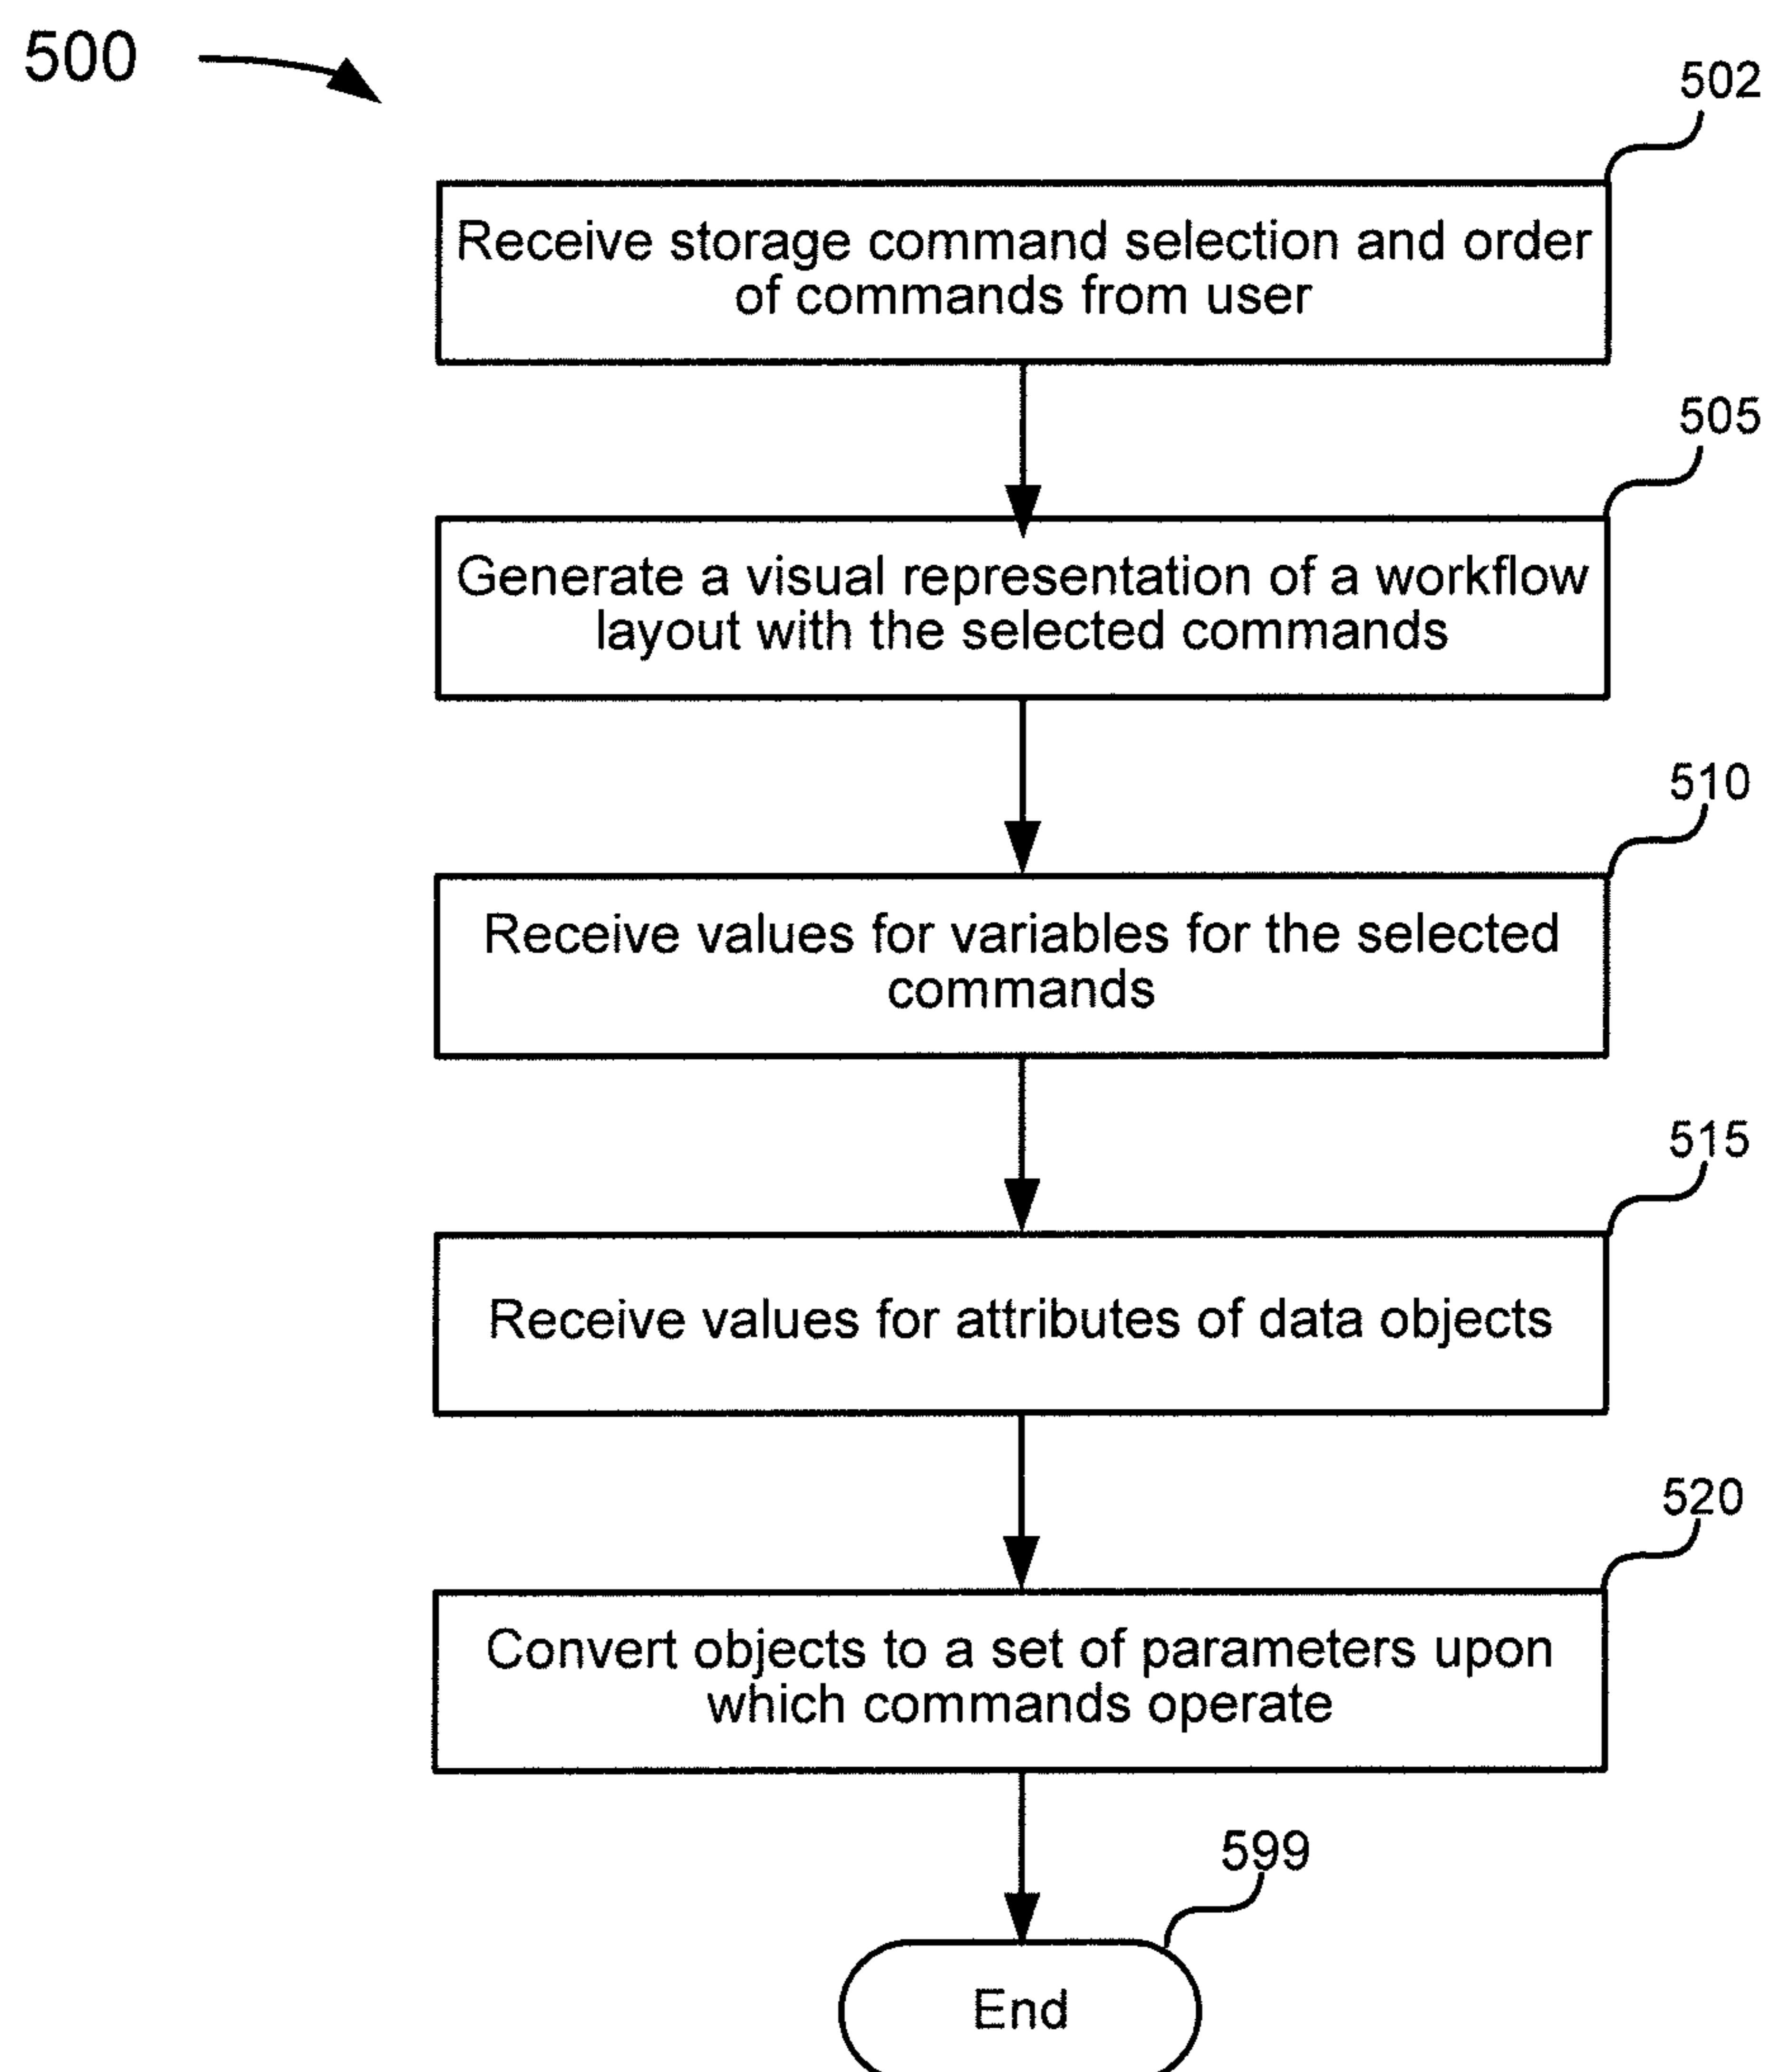 500
502
Receive storage command selection and order
of commands from user
505
Generate a visual representation of a workflow
layout with the selected commands
510
Receive values for variables for the selected
commands
515
Receive values for attributes of data objects
520
Convert objects to a set of parameters upon
which commands operate
599
End